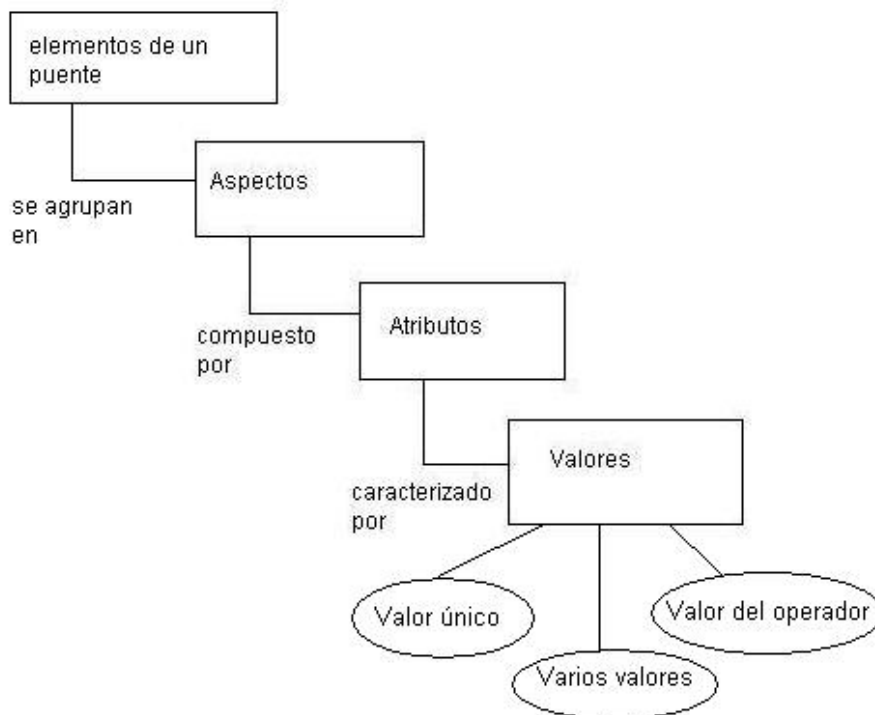 elementos de un
puente
Aspectos
se agrupan
en
Atributos
compuesto
por
Valores
caracterizado
por
Valor único
Valor del operador
Varios valores